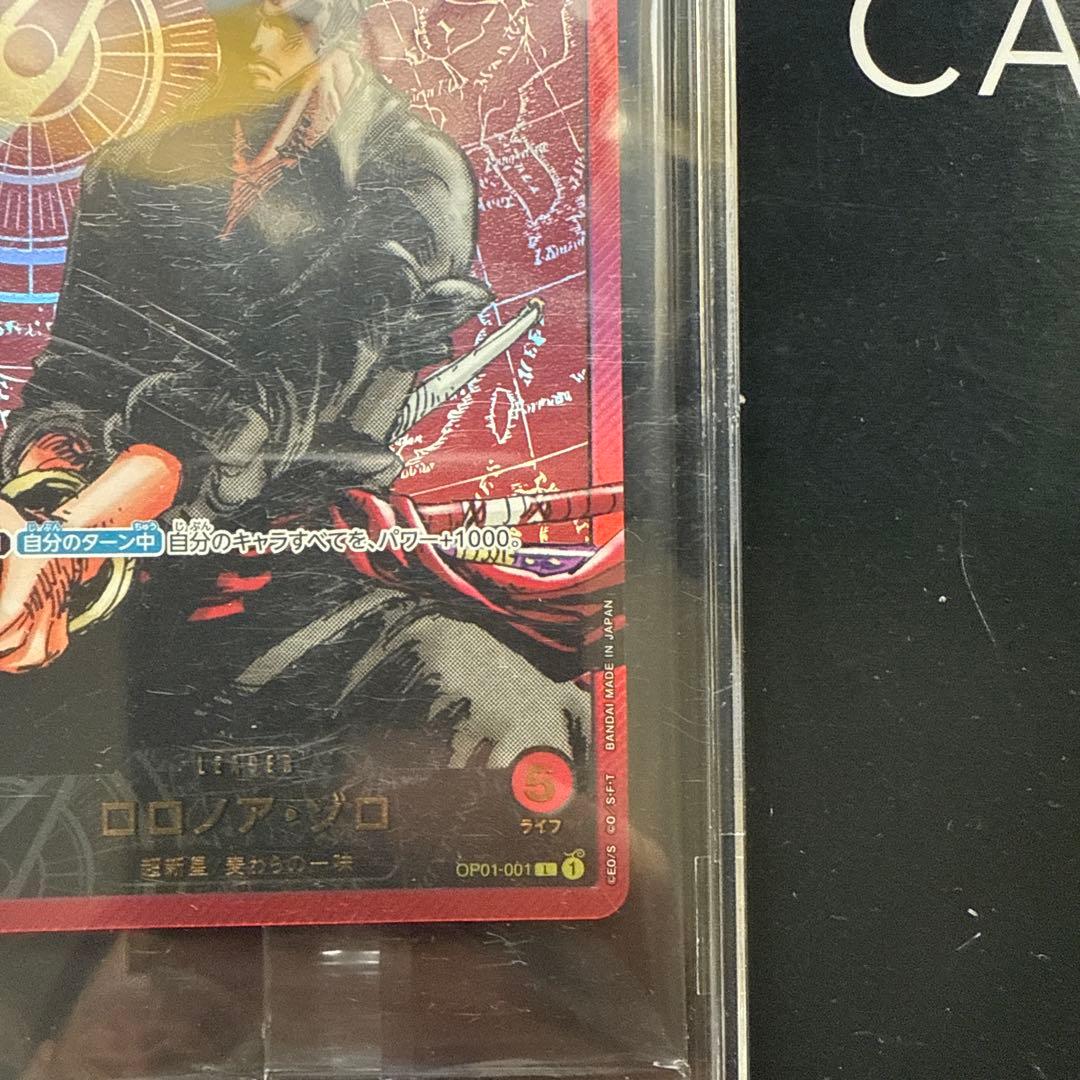 CA
自分のターン中 自分のキャラすべてを、パワー+1000。
BANDAI MADE IN JAPAN
©O/S・F・T
©EO/S
LEADER
5
ロロノア・ゾロ
ライフ
超新星/麦わらの一味
OP01-001 L 1